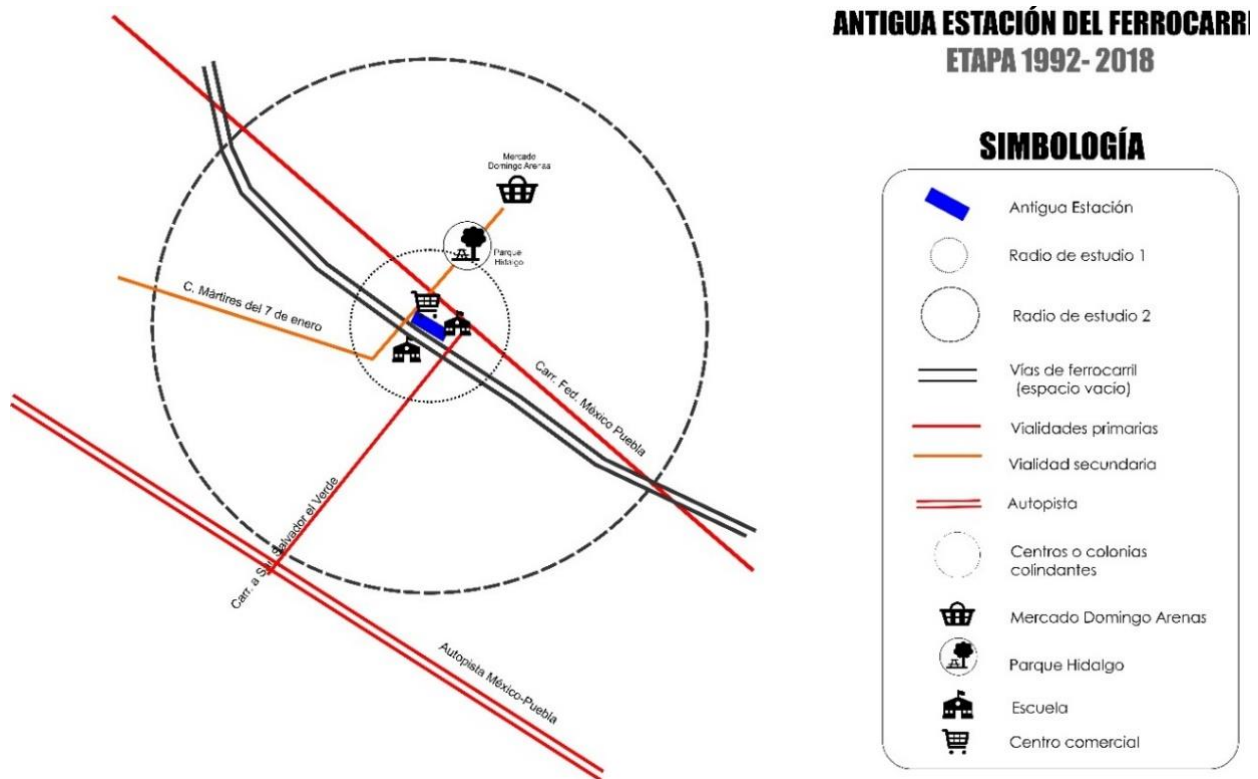 ANTIGUA ESTACIÓN DEL FERROCARRI
ETAPA 1992- 2018
Mercado
Domingo Arenas
Parque
Hidalgo
C. Mártires del 7 de enero
Carr. Fed. México Puebla
Carr. a San Salvador el Verde
Autopista México-Puebla
SIMBOLOGÍA
Antigua Estación
Radio de estudio 1
Radio de estudio 2
Vías de ferrocarril
(espacio vacío)
Vialidades primarias
Vialidad secundaria
Autopista
Centros o colonias
colindantes
Mercado Domingo Arenas
Parque Hidalgo
Escuela
Centro comercial